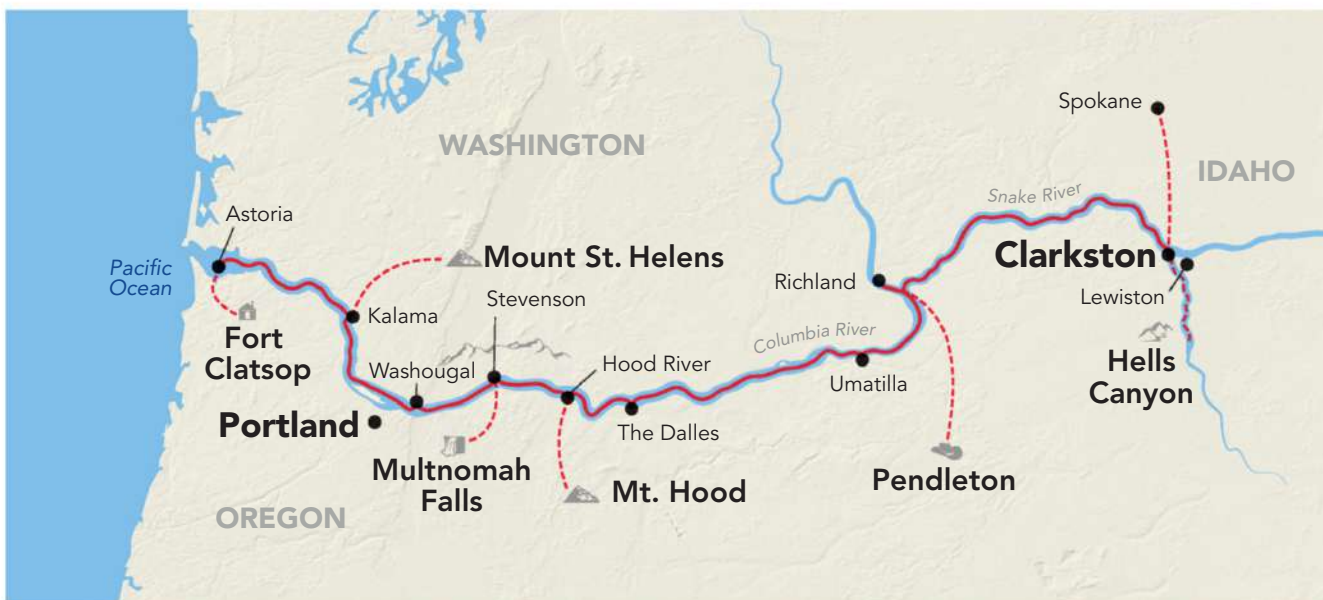 Spokane
WASHINGTON
IDAHO
Snake River
Astoria
Clarkston
Mount St. Helens
Pacific
Ocean
Richland
Lewiston
Stevenson
Kalama
Columbia River
Fort
Clatsop
Hood River
Washougal
Umatilla
Hells
Canyon
Portland
The Dalles
Multnomah
Falls
Mt. Hood
Pendleton
OREGON